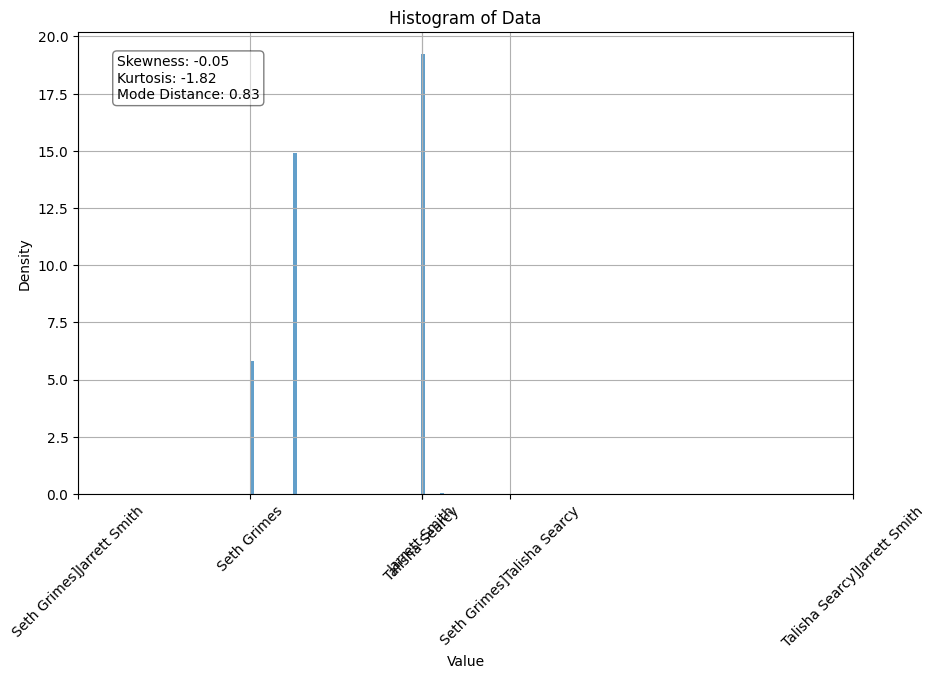 Histogram of Data
Skewness: -0.05
Kurtosis: -1.82
Mode Distance: 0.83
20.0
17.5
15.0
12.5
10.0
7.5
5.0
2.5
0.0
Density
Seth Grimes]Jarrett Smith
Seth Grimes
Jarrett Smith
Talisha Searcy
Seth Grimes]Talisha Searcy
Talisha Searcy]Jarrett Smith
Value